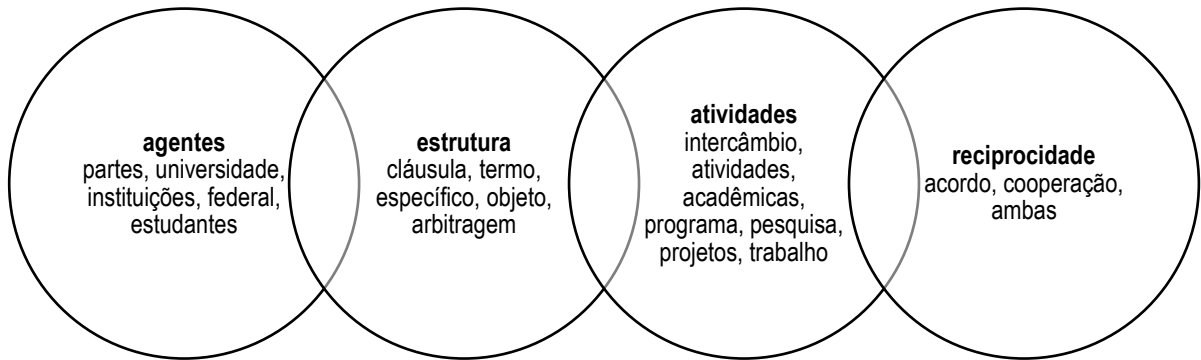 agentes
partes, universidade,
instituições, federal,
estudantes
estrutura
cláusula, termo,
específico, objeto,
arbitragem
atividades
intercâmbio,
atividades,
acadêmicas,
programa, pesquisa,
projetos, trabalho
reciprocidade
acordo, cooperação,
ambas